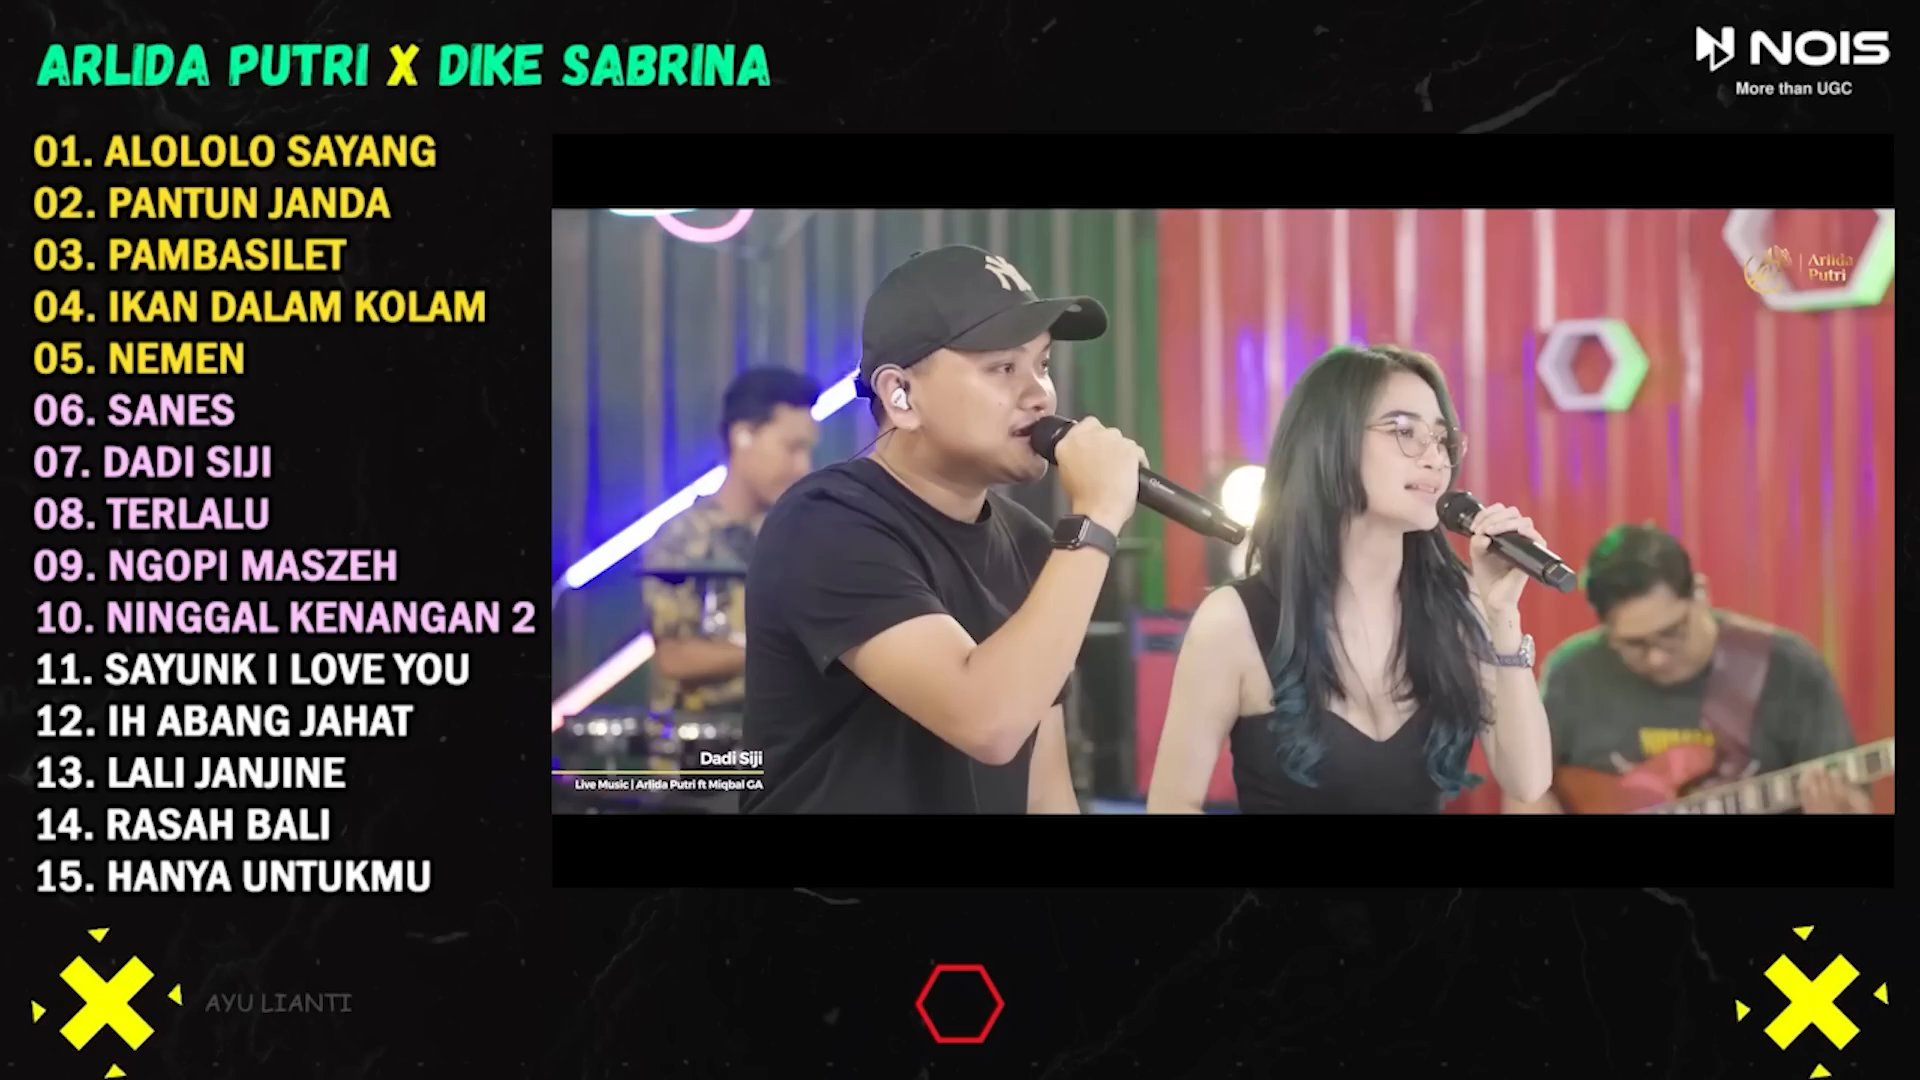 ARLIDA PUTRI X DIKE SABRINA
NOIS
More than UGC
01. ALOLOLO SAYANG
02. PANTUN JANDA
03. PAMBASILET
04. IKAN DALAM KOLAM
05. NEMEN
06. SANES
07. DADI SIJI
08. TERLALU
09. NGOPI MASZEH
10. NINGGAL KENANGAN 2
11. SAYUNK I LOVE YOU
12. IH ABANG JAHAT
13. LALI JANJINE
14. RASAH BALI
15. HANYA UNTUKMU
Arlida
Putri
NY
Dadi Siji
Live Music | Arlida Putri ft Miqbal GA
AYU LIANTI